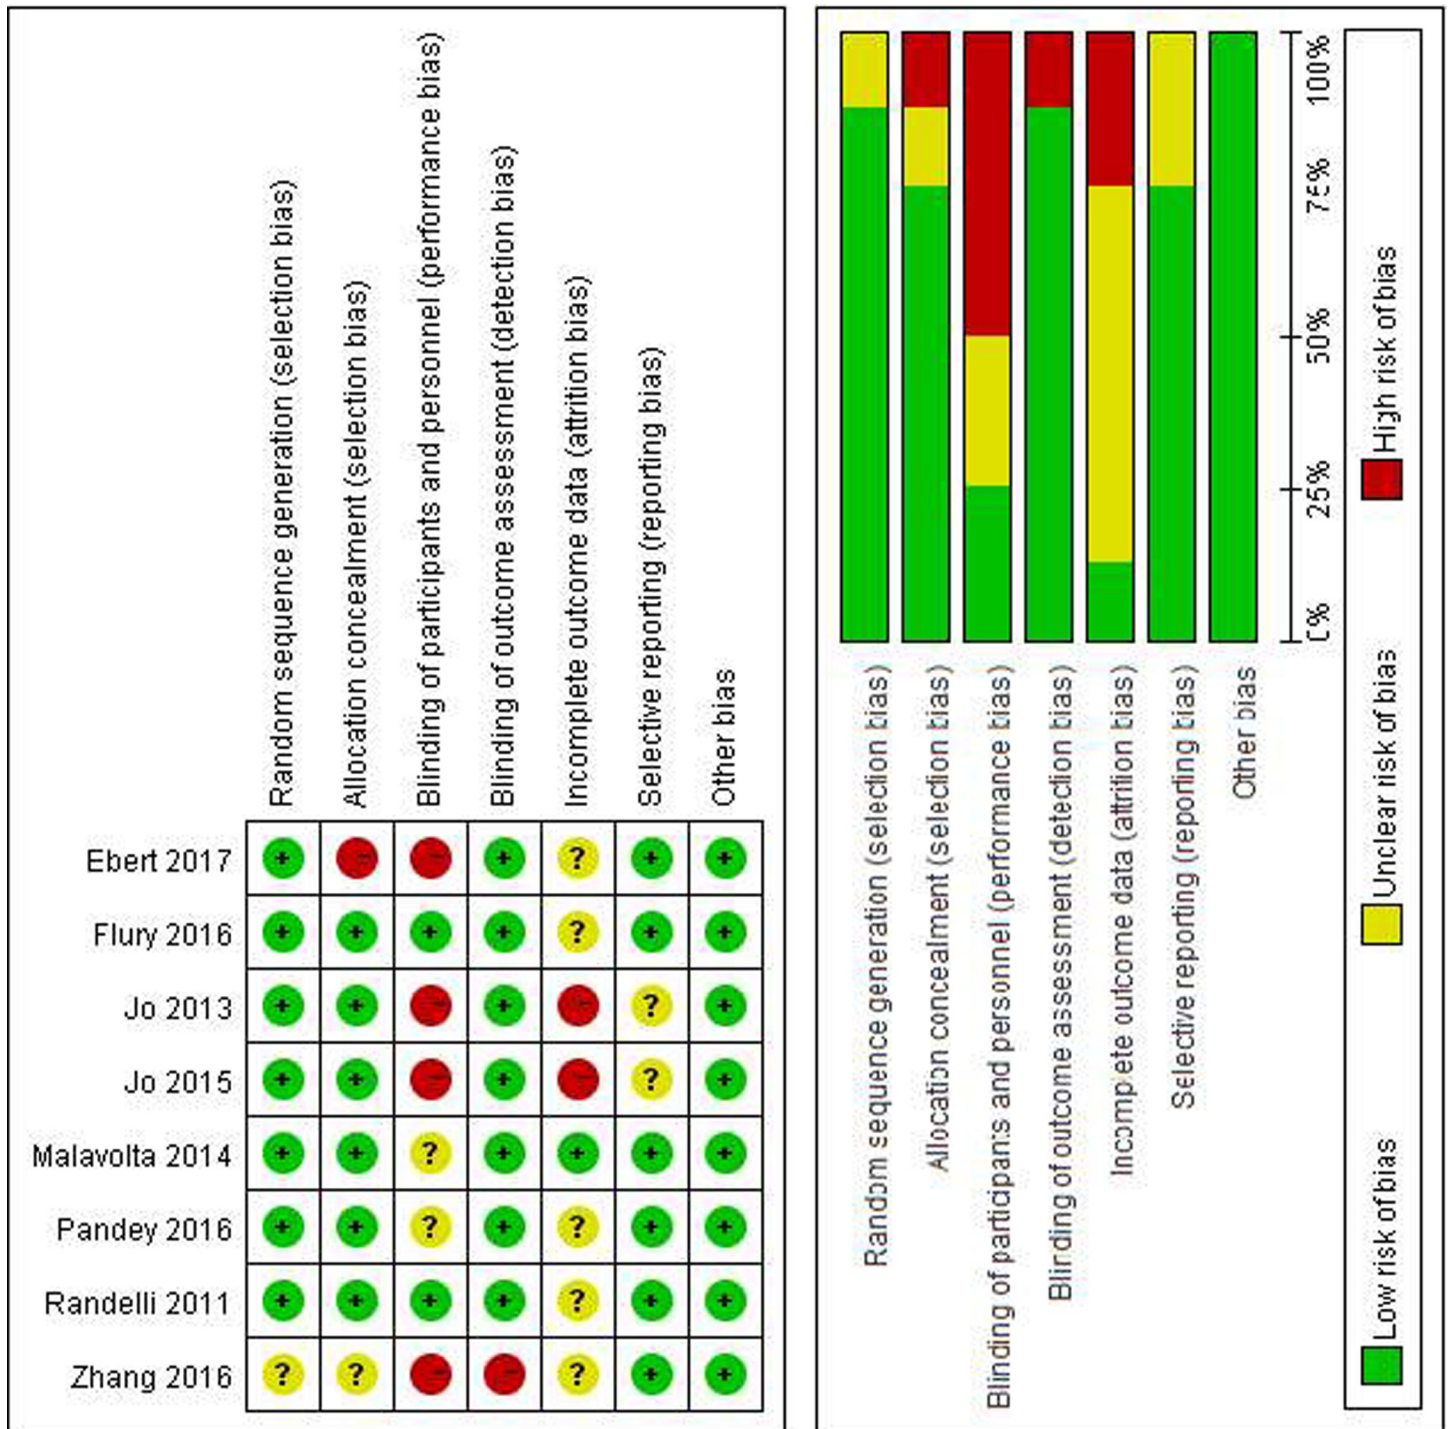 Random sequence generation (selection bias)
Allocation concealment (selection bias)
Blinding of participants and personnel (performance bias)
Blinding of outcome assessment (detection bias)
Incomplete outcome data (attrition bias)
Selective reporting (reporting bias)
Other bias
Ebert 2017 + - - + ? + +
Flury 2016 + + + + ? + +
Jo 2013 + + - + - ? +
Jo 2015 + + - + - ? +
Malavolta 2014 + + ? + + + +
Pandey 2016 + + ? + ? + +
Randelli 2011 + + + + ? + +
Zhang 2016 ? ? - - ? + +
Random sequence generation (selection bias)
Allocation concealment (selection bias)
Blinding of participants and personnel (performance bias)
Blinding of outcome assessment (detection bias)
Incomplete outcome data (attrition bias)
Selective reporting (reporting bias)
Other bias
0% 25% 50% 75% 100%
Low risk of bias Unclear risk of bias High risk of bias